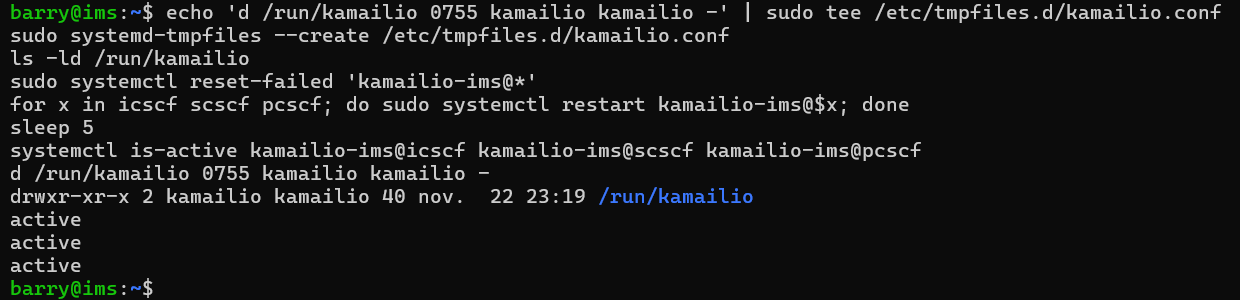 barry@ims:~$ echo 'd /run/kamailio 0755 kamailio kamailio -' | sudo tee /etc/tmpfiles.d/kamailio.conf
sudo systemd-tmpfiles --create /etc/tmpfiles.d/kamailio.conf
ls -ld /run/kamailio
sudo systemctl reset-failed 'kamailio-ims@*'
for x in icscf scscf pcscf; do sudo systemctl restart kamailio-ims@$x; done
sleep 5
systemctl is-active kamailio-ims@icscf kamailio-ims@scscf kamailio-ims@pcscf
d /run/kamailio 0755 kamailio kamailio -
drwxr-xr-x 2 kamailio kamailio 40 nov.  22 23:19 /run/kamailio
active
active
active
barry@ims:~$